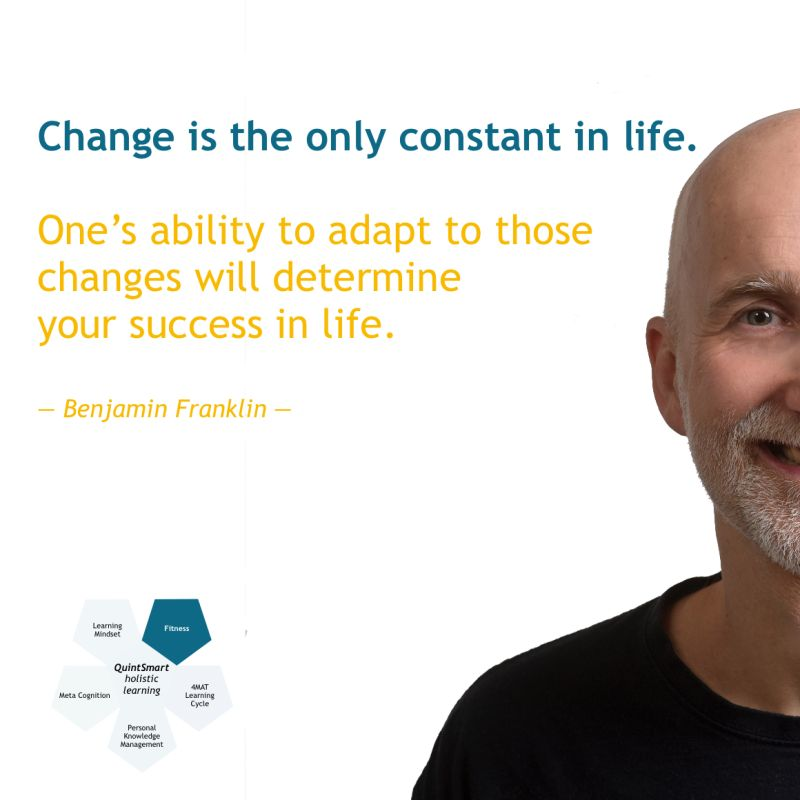 Change is the only constant in life.
One’s ability to adapt to those
changes will determine
your success in life.
— Benjamin Franklin —
Learning
Mindset
Fitness
QuintSmart
holistic
learning
Meta Cognition
4MAT
Learning
Cycle
Personal
Knowledge
Management